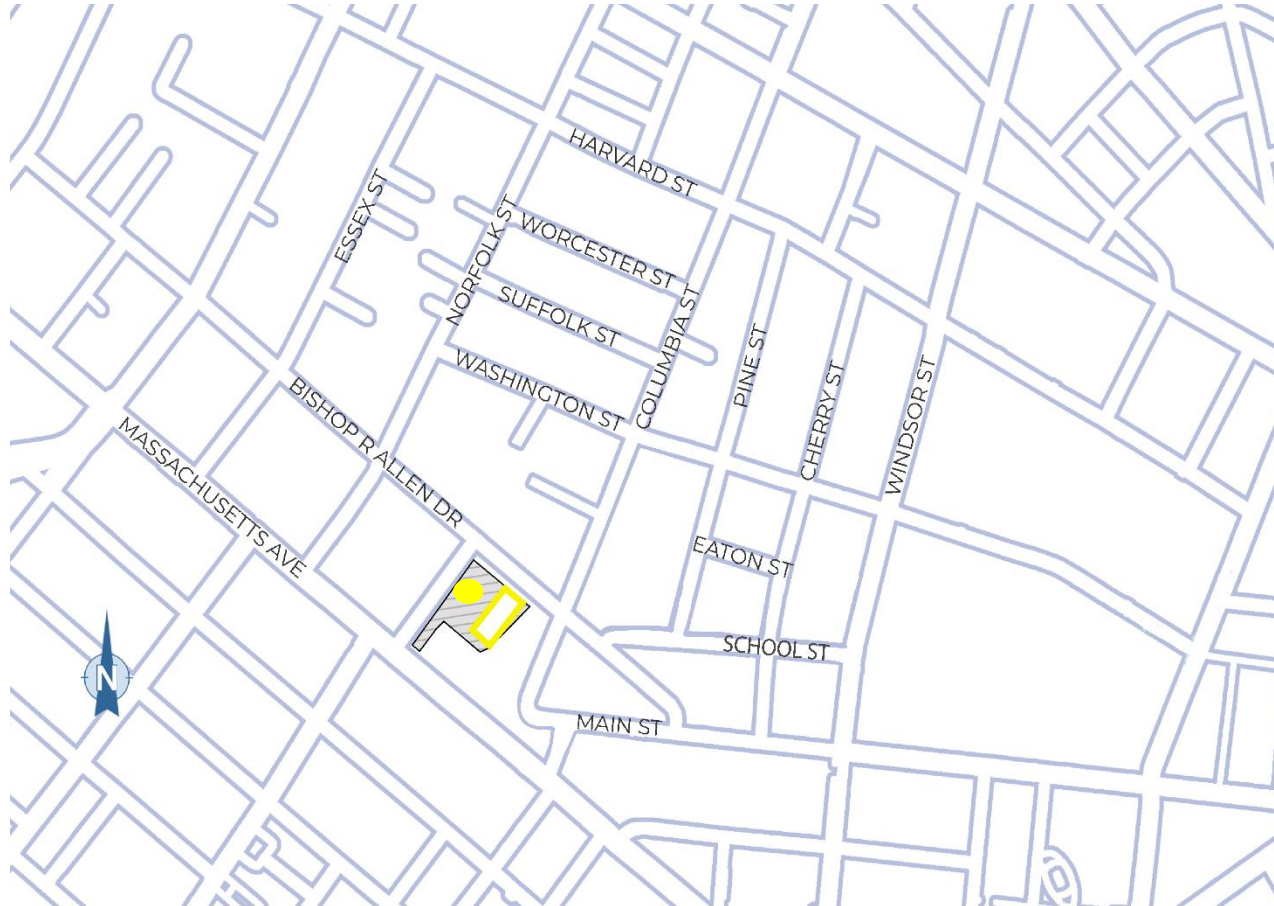 HARVARD ST
ESSEX ST
NORFOLK ST
WORCESTER ST
SUFFOLK ST
COLUMBIA ST
PINE ST
WASHINGTON ST
CHERRY ST
WINDSOR ST
BISHOP R ALLEN DR
MASSACHUSETTS AVE
EATON ST
SCHOOL ST
N
MAIN ST